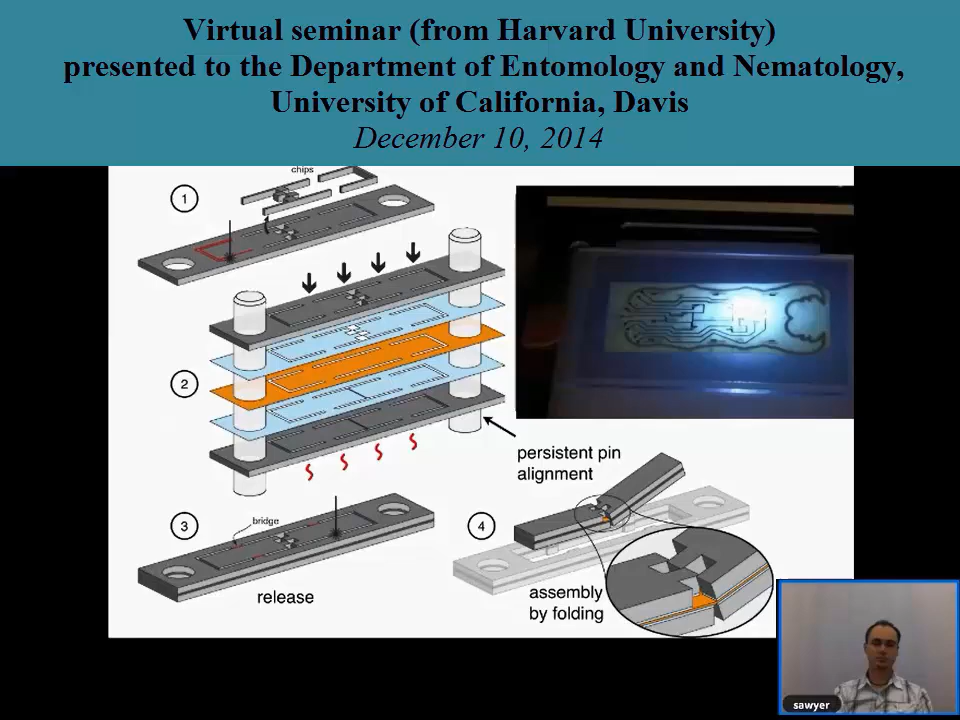 Virtual seminar (from Harvard University)
presented to the Department of Entomology and Nematology,
University of California, Davis
December 10, 2014
chips
1
2
persistent pin
alignment
3
bridge
release
4
assembly
by folding
sawyer